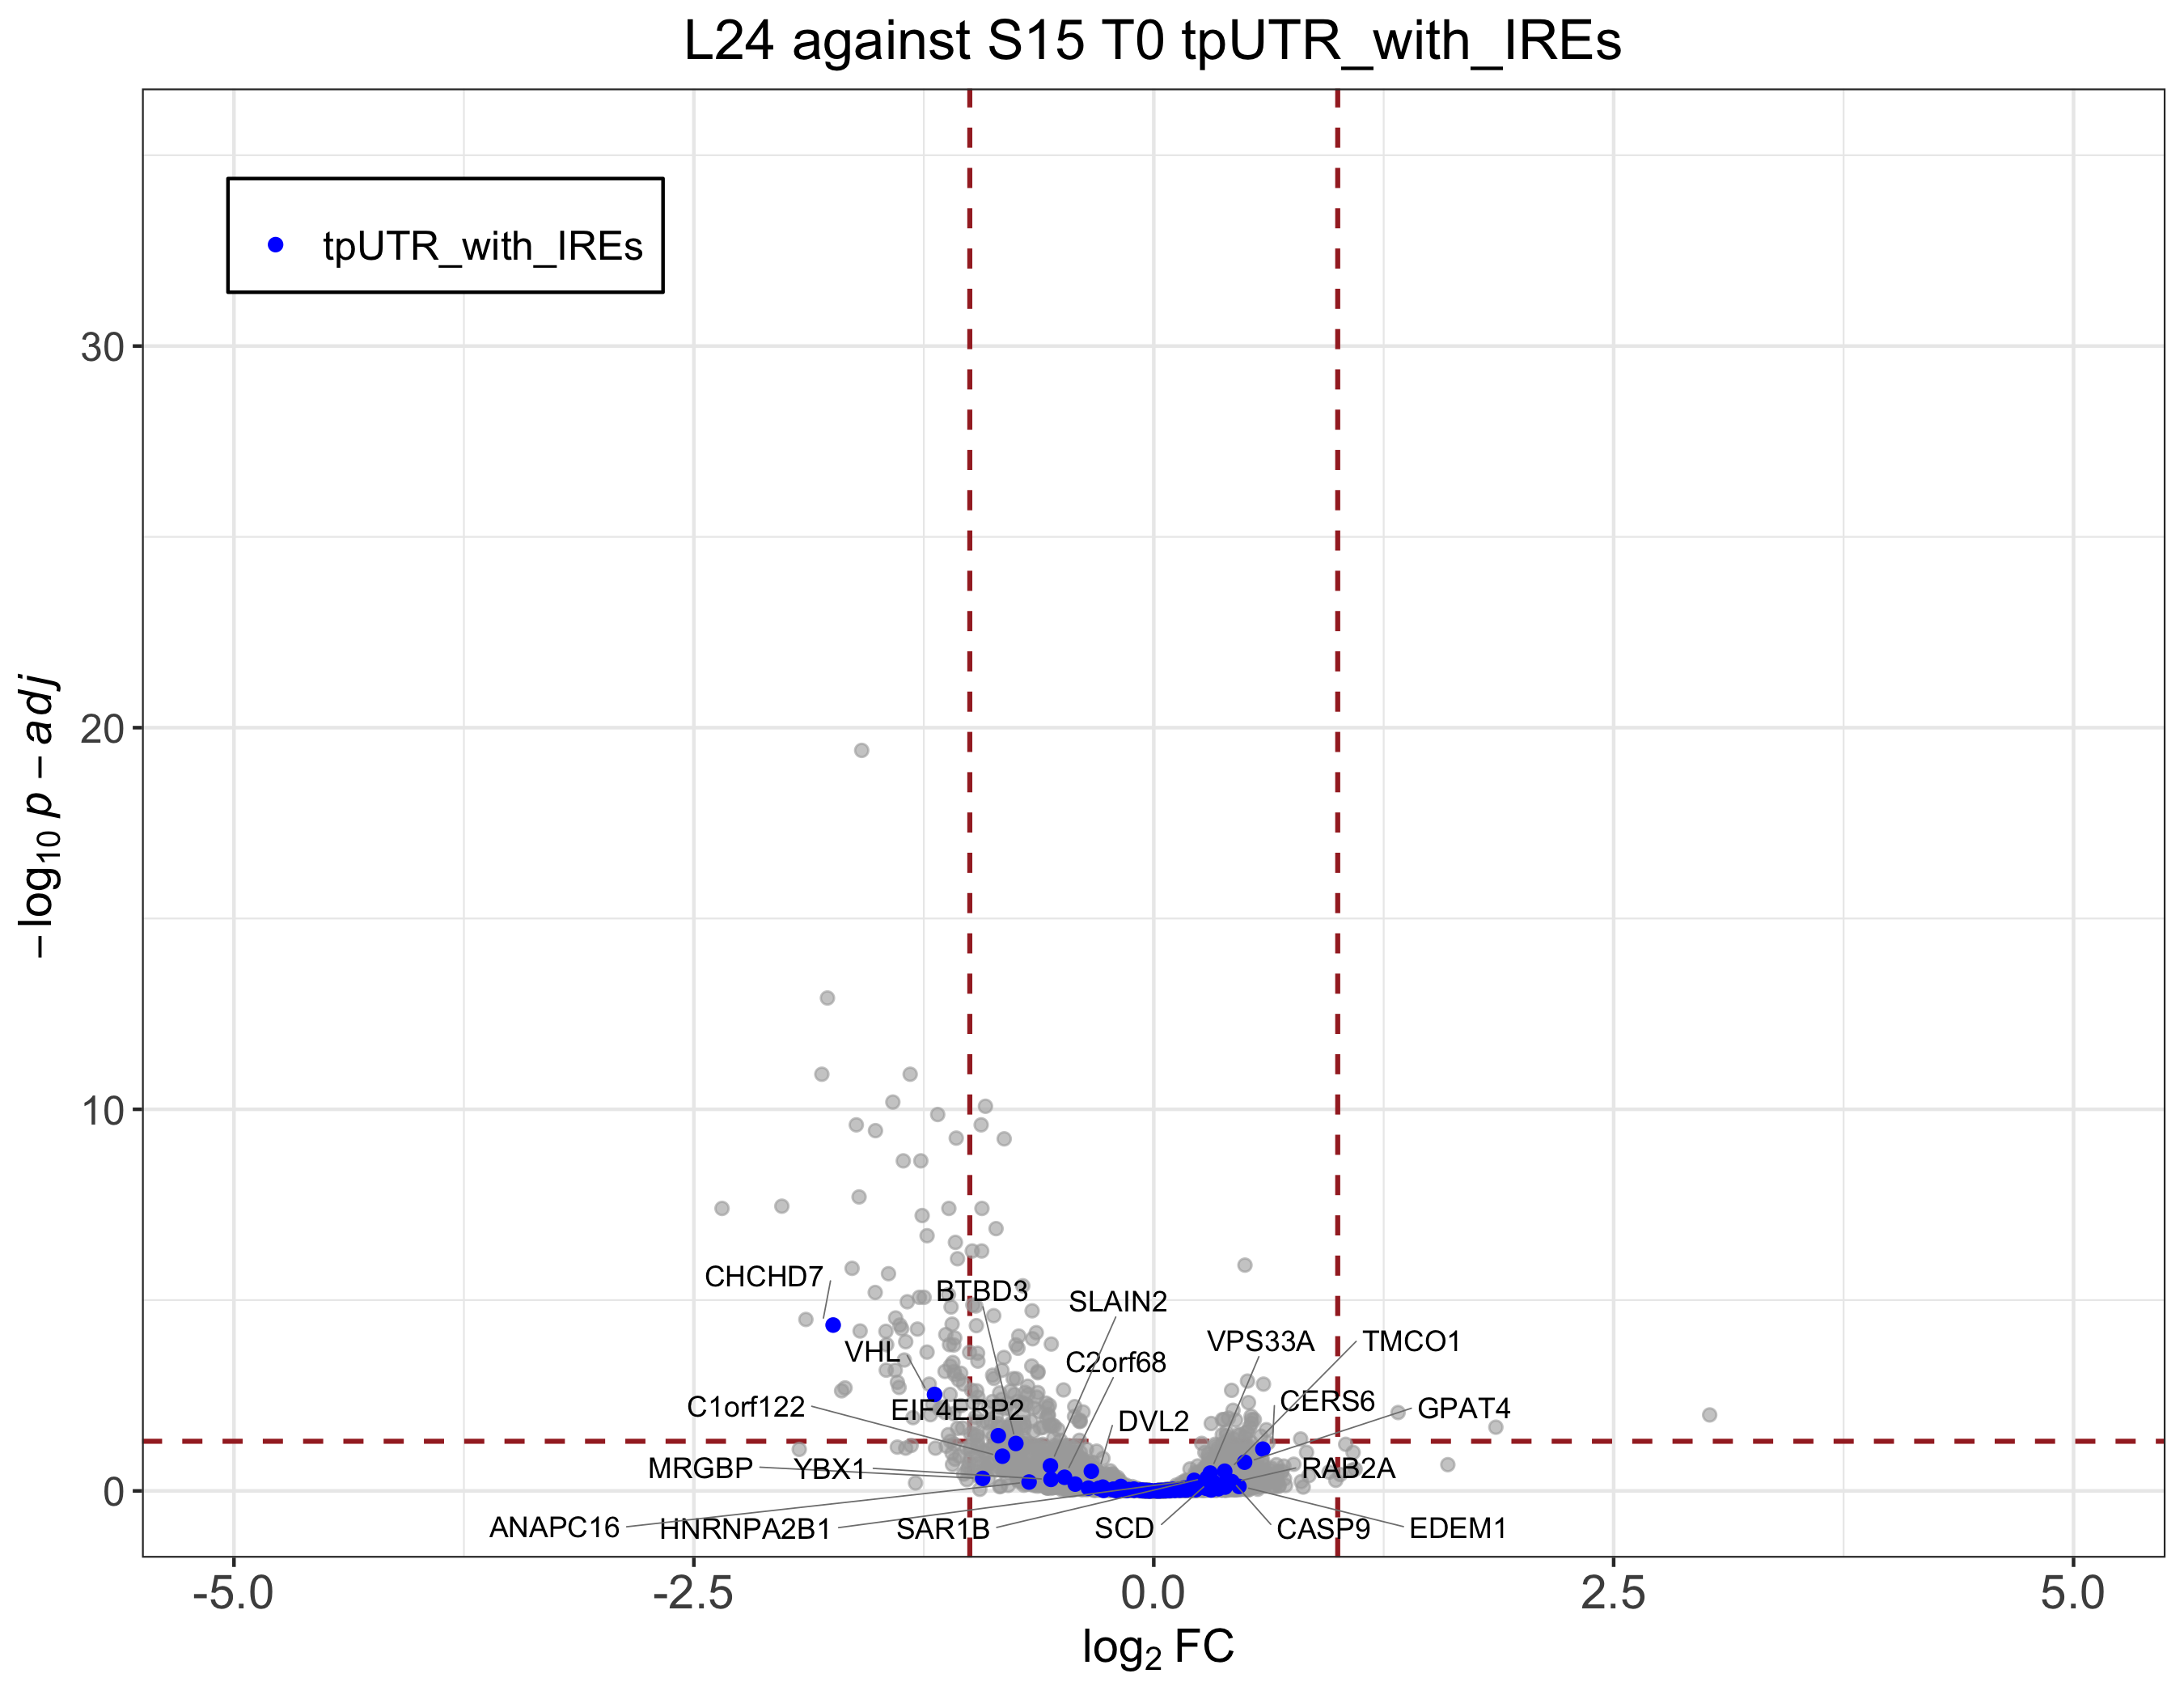 L24 against S15 T0 tpUTR_with_IREs
tpUTR_with_IREs
30
20
10
0
−log10 p − adj
CHCHD7
BTBD3
SLAIN2
VHL
C2orf68
VPS33A
TMCO1
C1orf122
EIF4EBP2
DVL2
CERS6
GPAT4
MRGBP
YBX1
RAB2A
ANAPC16
HNRNPA2B1
SAR1B
SCD
CASP9
EDEM1
-5.0
-2.5
0.0
2.5
5.0
log2 FC